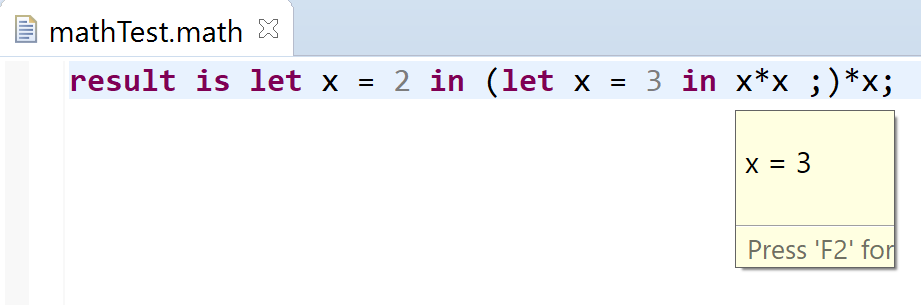 mathTest.math
result is let x = 2 in (let x = 3 in x*x ;)*x;
x = 3
Press 'F2' for